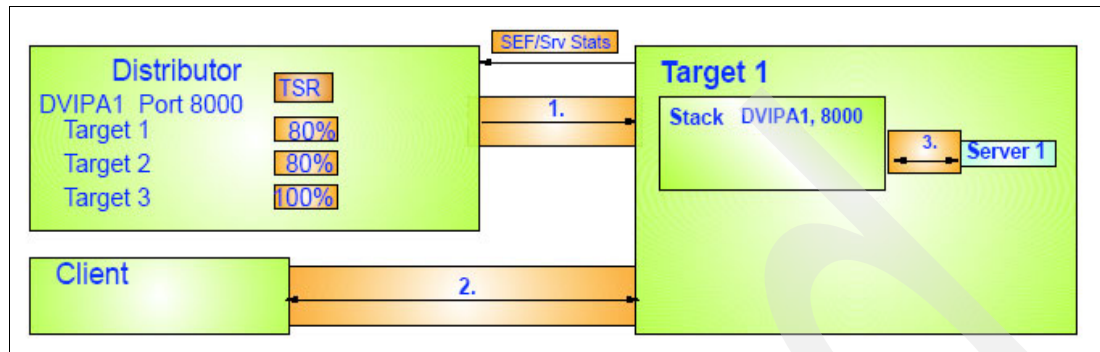 SEF/Srv Stats
Distributor
TSR
DVIPA1 Port 8000
Target 1 80%
Target 2 80%
Target 3 100%
1.
Target 1
Stack DVIPA1, 8000
3.
Server 1
Client
2.